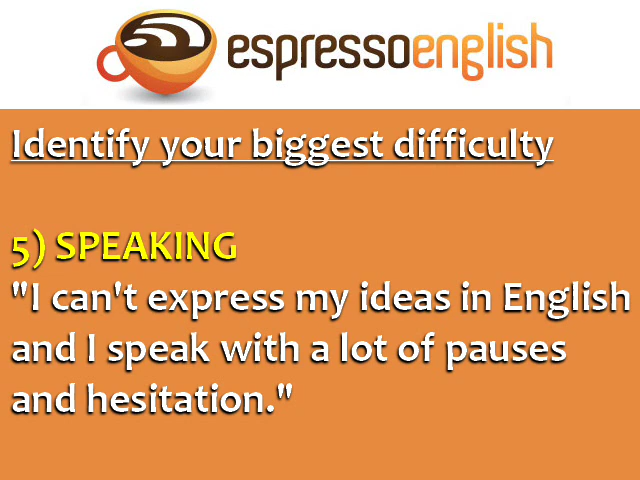 espressoenglish
Identify your biggest difficulty
5) SPEAKING
"I can't express my ideas in English
and I speak with a lot of pauses
and hesitation."